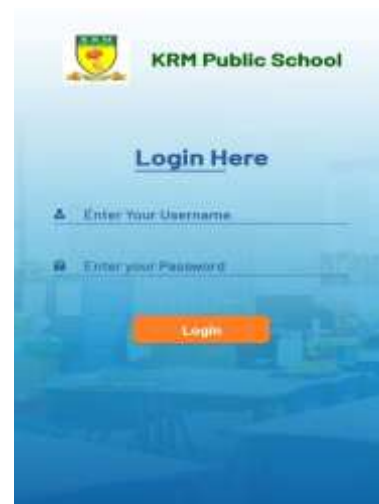 KRM Public School
Login Here
Enter Your Username
Enter your Password
Login